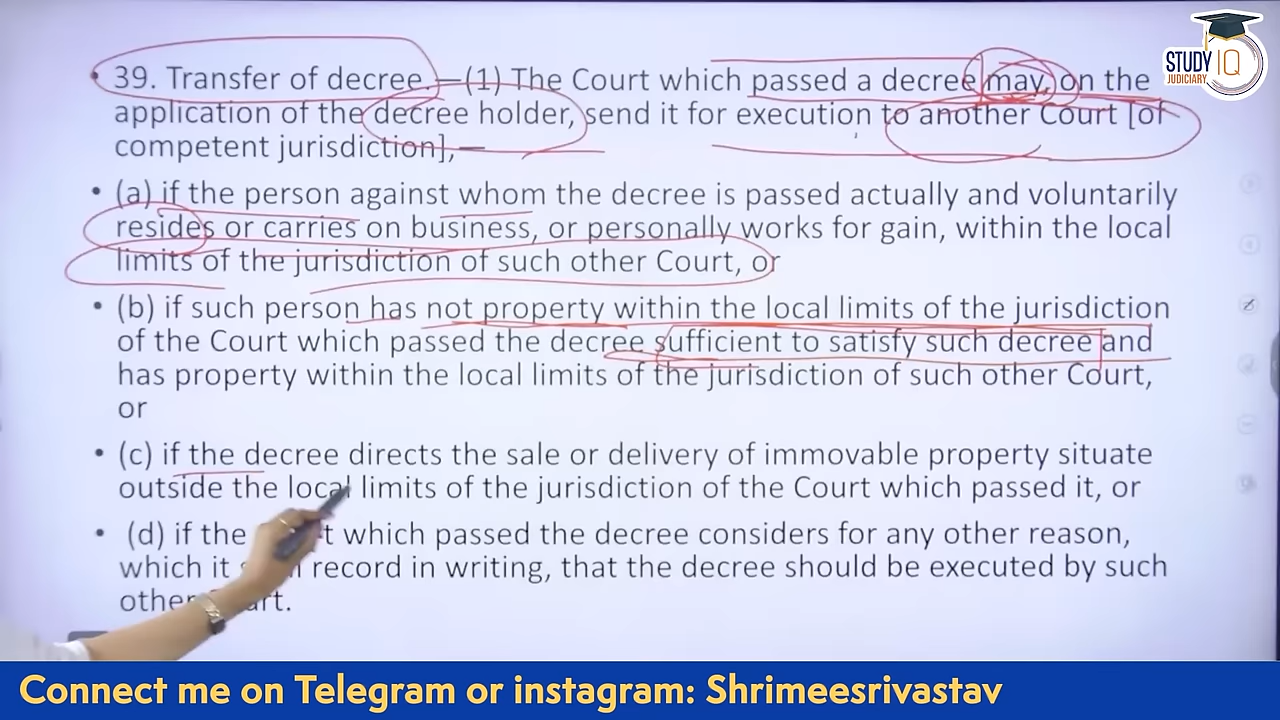 STUDY IQ
JUDICIARY
• 39. Transfer of decree.—(1) The Court which passed a decree may, on the
application of the decree holder, send it for execution to another Court [of
competent jurisdiction],—
• (a) if the person against whom the decree is passed actually and voluntarily
resides or carries on business, or personally works for gain, within the local
limits of the jurisdiction of such other Court, or
• (b) if such person has not property within the local limits of the jurisdiction
of the Court which passed the decree sufficient to satisfy such decree and
has property within the local limits of the jurisdiction of such other Court,
or
• (c) if the decree directs the sale or delivery of immovable property situate
outside the local limits of the jurisdiction of the Court which passed it, or
• (d) if the which passed the decree considers for any other reason,
which it record in writing, that the decree should be executed by such
other
Connect me on Telegram or instagram: Shrimeesrivastav